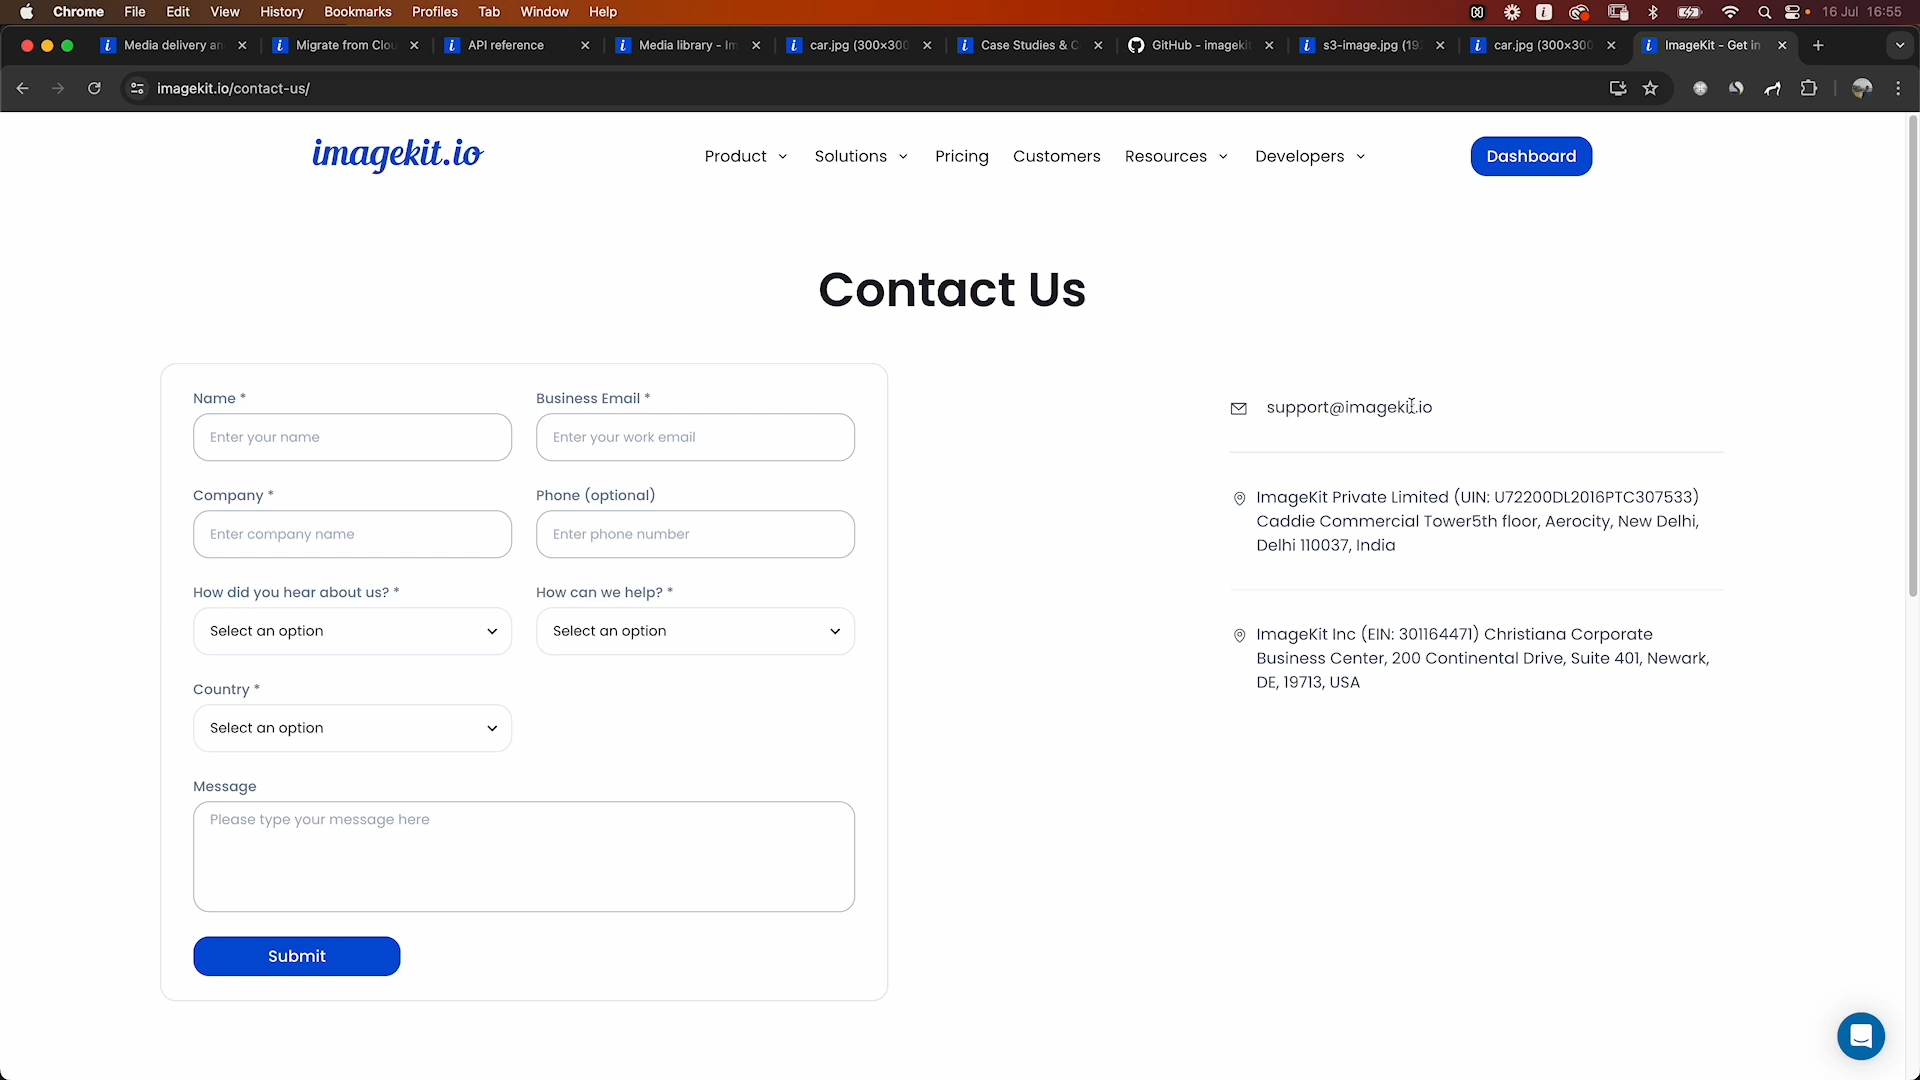 Chrome File Edit View History Bookmarks Profiles Tab Window Help 16 Jul 16:55
Media delivery an Migrate from Clou API reference Media library - Im car.jpg (300×300 Case Studies & C GitHub - imageki s3-image.jpg (19 car.jpg (300×300 ImageKit - Get in
imagekit.io/contact-us/
imagekit.io Product Solutions Pricing Customers Resources Developers Dashboard
Contact Us
Name * Business Email *
Enter your name Enter your work email
Company * Phone (optional)
Enter company name Enter phone number
How did you hear about us? * How can we help? *
Select an option Select an option
Country *
Select an option
Message
Please type your message here
Submit
support@imagekit.io
ImageKit Private Limited (UIN: U72200DL2016PTC307533)
Caddie Commercial Tower5th floor, Aerocity, New Delhi,
Delhi 110037, India
ImageKit Inc (EIN: 301164471) Christiana Corporate
Business Center, 200 Continental Drive, Suite 401, Newark,
DE, 19713, USA